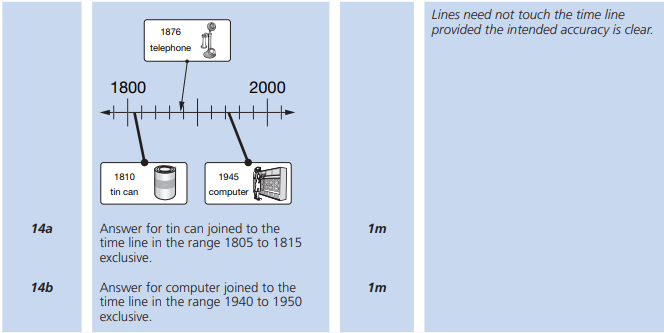 Lines need not touch the time line
provided the intended accuracy is clear.
1876
telephone
1800 2000
1810
tin can
1945
computer
14a Answer for tin can joined to the 1m
time line in the range 1805 to 1815
exclusive.
14b Answer for computer joined to the 1m
time line in the range 1940 to 1950
exclusive.